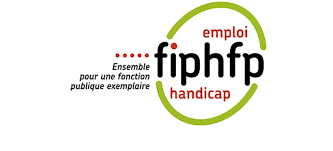 emploi
fiphfp
handicap
Ensemble
pour une fonction
publique exemplaire